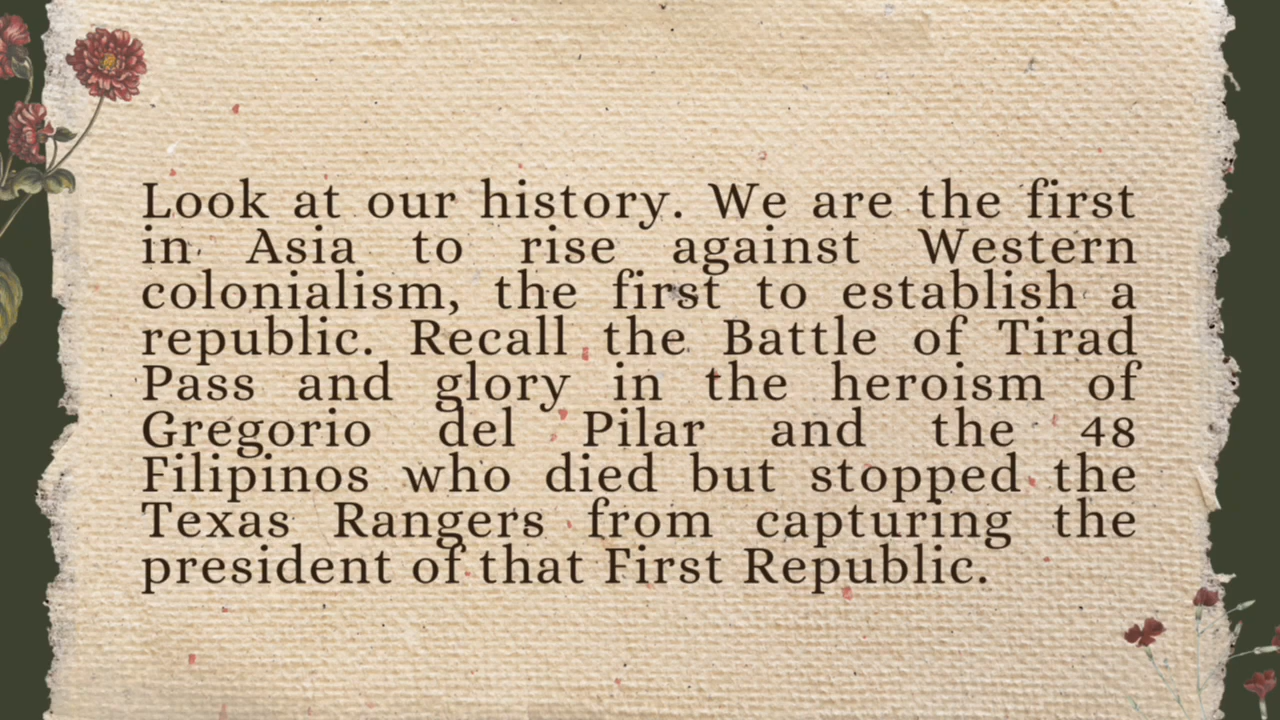 Look at our history. We are the first
in Asia to rise against Western
colonialism, the first to establish a
republic. Recall the Battle of Tirad
Pass and glory in the heroism of
Gregorio del Pilar and the 48
Filipinos who died but stopped the
Texas Rangers from capturing the
president of that First Republic.